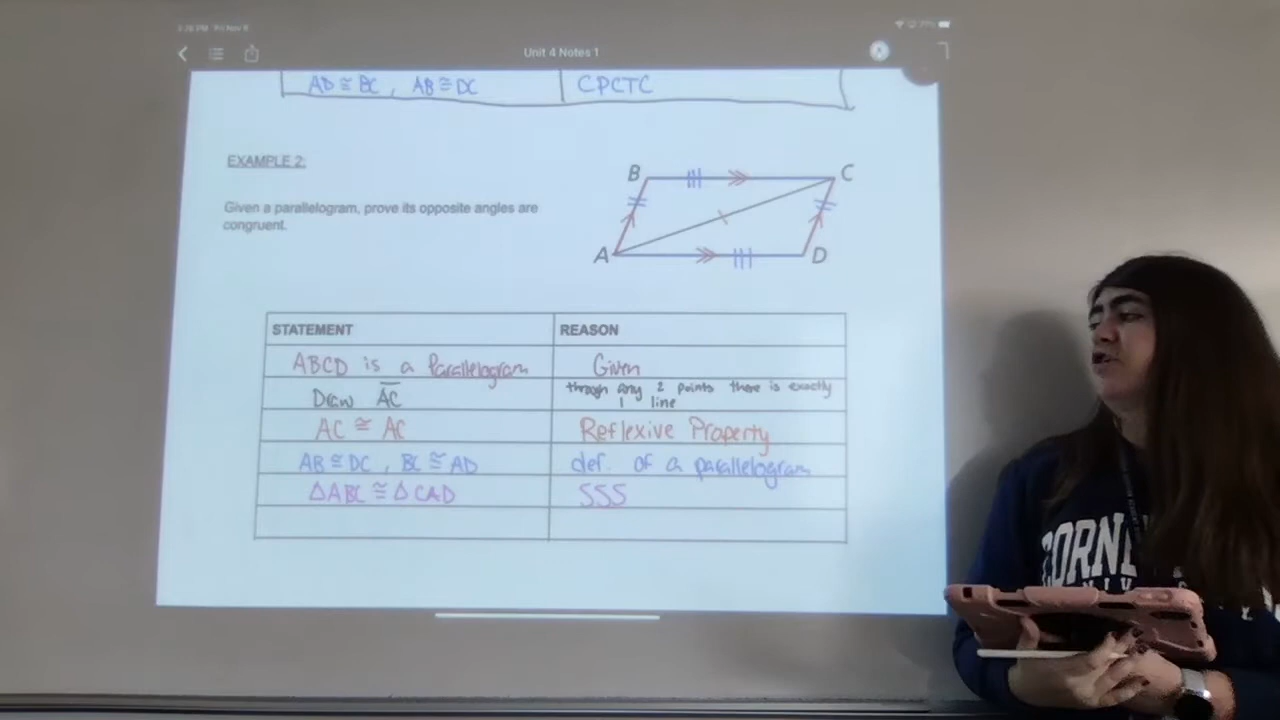 Unit 4 Notes 1
AD ≅ BC , AB ≅ DC CPCTC
EXAMPLE 2:
Given a parallelogram, prove its opposite angles are
congruent.
B C
A D
STATEMENT REASON
ABCD is a Parallelogram Given
Draw AC through any 2 points there is exactly
1 line
AC ≅ AC Reflexive Property
AB ≅ DC , BC ≅ AD def. of a parallelogram
△ABC ≅ △CAD SSS